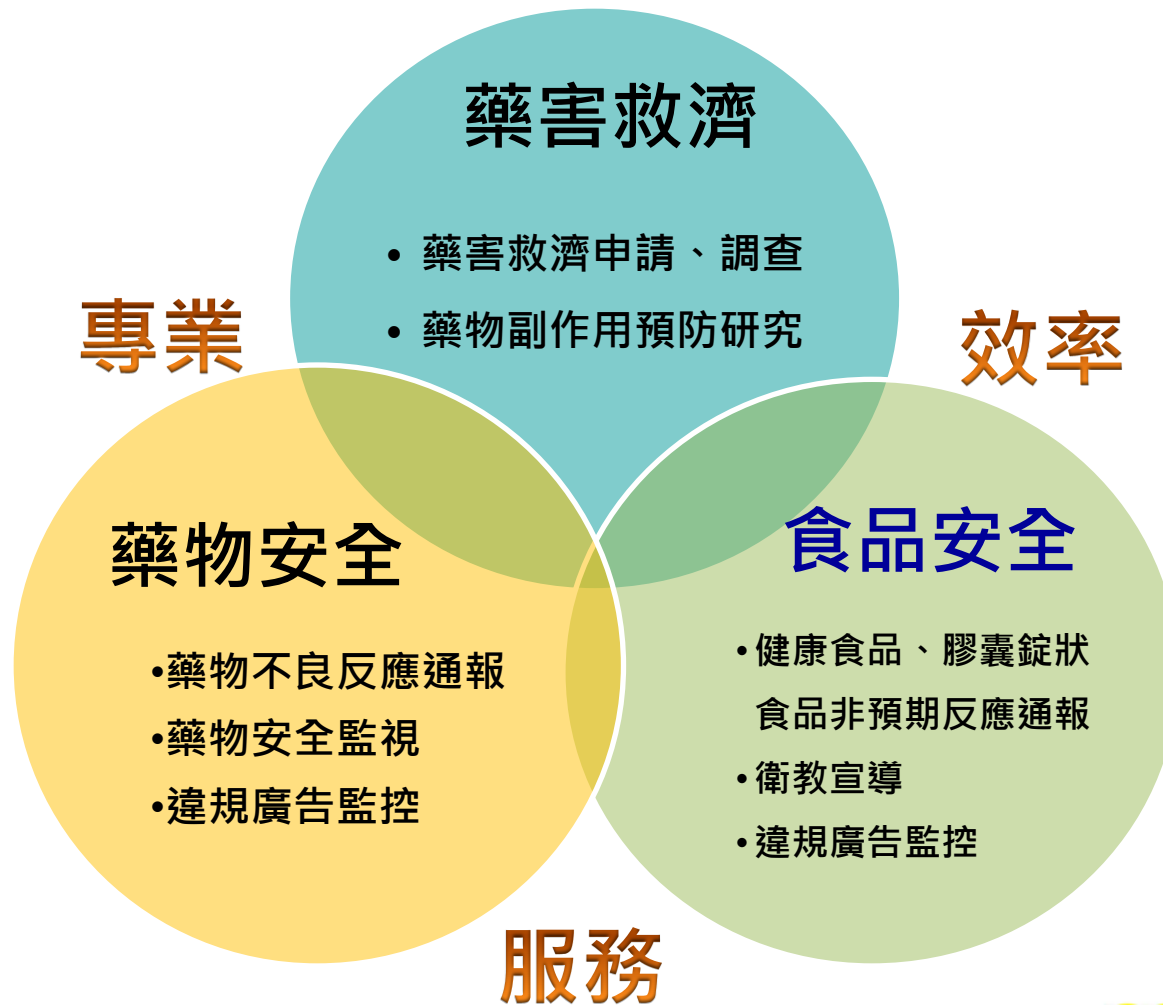 藥害救濟
• 藥害救濟申請、調查
• 藥物副作用預防研究
專業
效率
藥物安全
•藥物不良反應通報
•藥物安全監視
•違規廣告監控
食品安全
•健康食品、膠囊錠狀
食品非預期反應通報
•衛教宣導
•違規廣告監控
服務